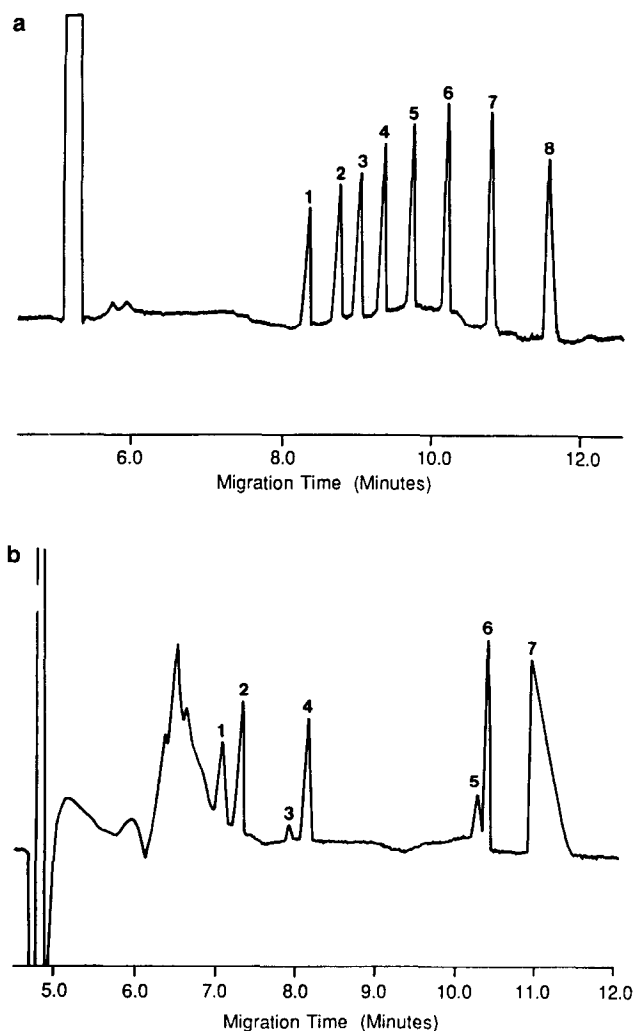 a
1 2 3 4 5 6 7 8
6.0 8.0 10.0 12.0
Migration Time (Minutes)
b
1 2 3 4 5 6 7
5.0 6.0 7.0 8.0 9.0 10.0 11.0 12.0
Migration Time (Minutes)